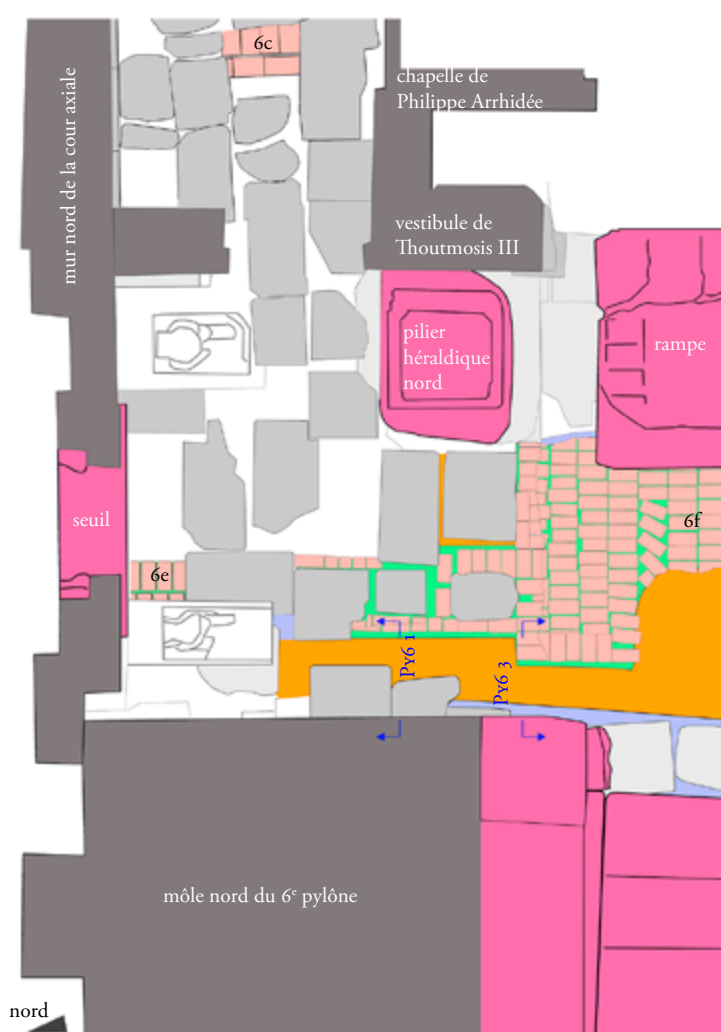 6c
chapelle de
Philippe Arrhidée
mur nord de la cour axiale
vestibule de
Thoutmosis III
pilier
héraldique
nord
rampe
seuil
6f
6e
Py6 1
Py6 3
môle nord du 6e pylône
nord